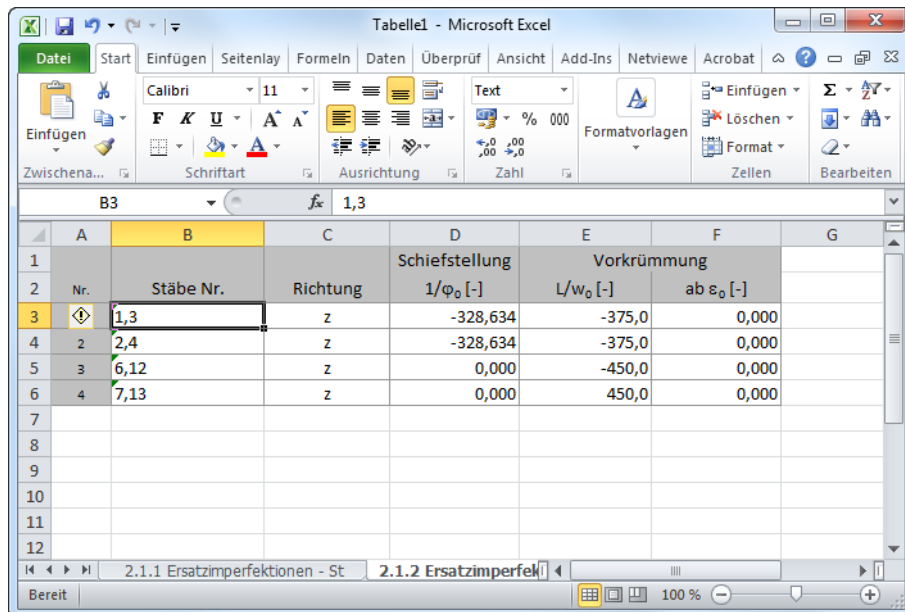 Tabelle1 - Microsoft Excel
Datei Start Einfügen Seitenlay Formeln Daten Überprüf Ansicht Add-Ins Netviewe Acrobat
Einfügen
Calibri 11
F K U A A
A
Text
% 000
,00 ,00
Formatvorlagen
A
Einfügen
Löschen
Format
Σ
Zwischena... Schriftart Ausrichtung Zahl Zellen Bearbeiten
B3 fx 1,3
A B C D E F G
1 Schiefstellung Vorkrümmung
2 Nr. Stäbe Nr. Richtung 1/φ₀ [-] L/w₀ [-] ab ε₀ [-]
3 1,3 z -328,634 -375,0 0,000
4 2 2,4 z -328,634 -375,0 0,000
5 3 6,12 z 0,000 -450,0 0,000
6 4 7,13 z 0,000 450,0 0,000
7
8
9
10
11
12
2.1.1 Ersatzimperfektionen - St 2.1.2 Ersatzimperfek
Bereit 100 %